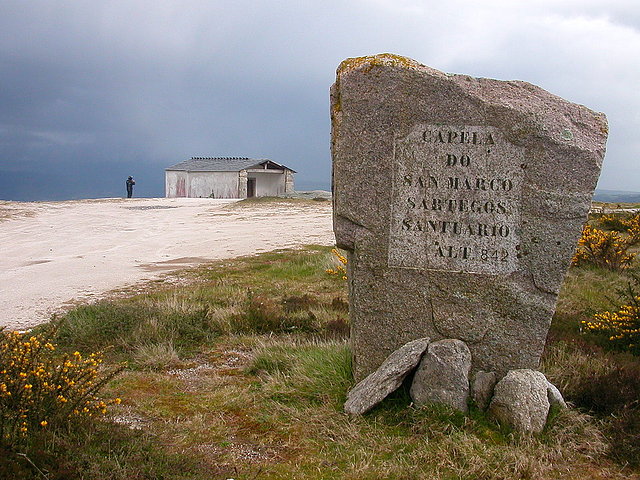 CAPELA
DO
SAN MARCO
SARTEGOS
SANTUARIO
ALT. 842